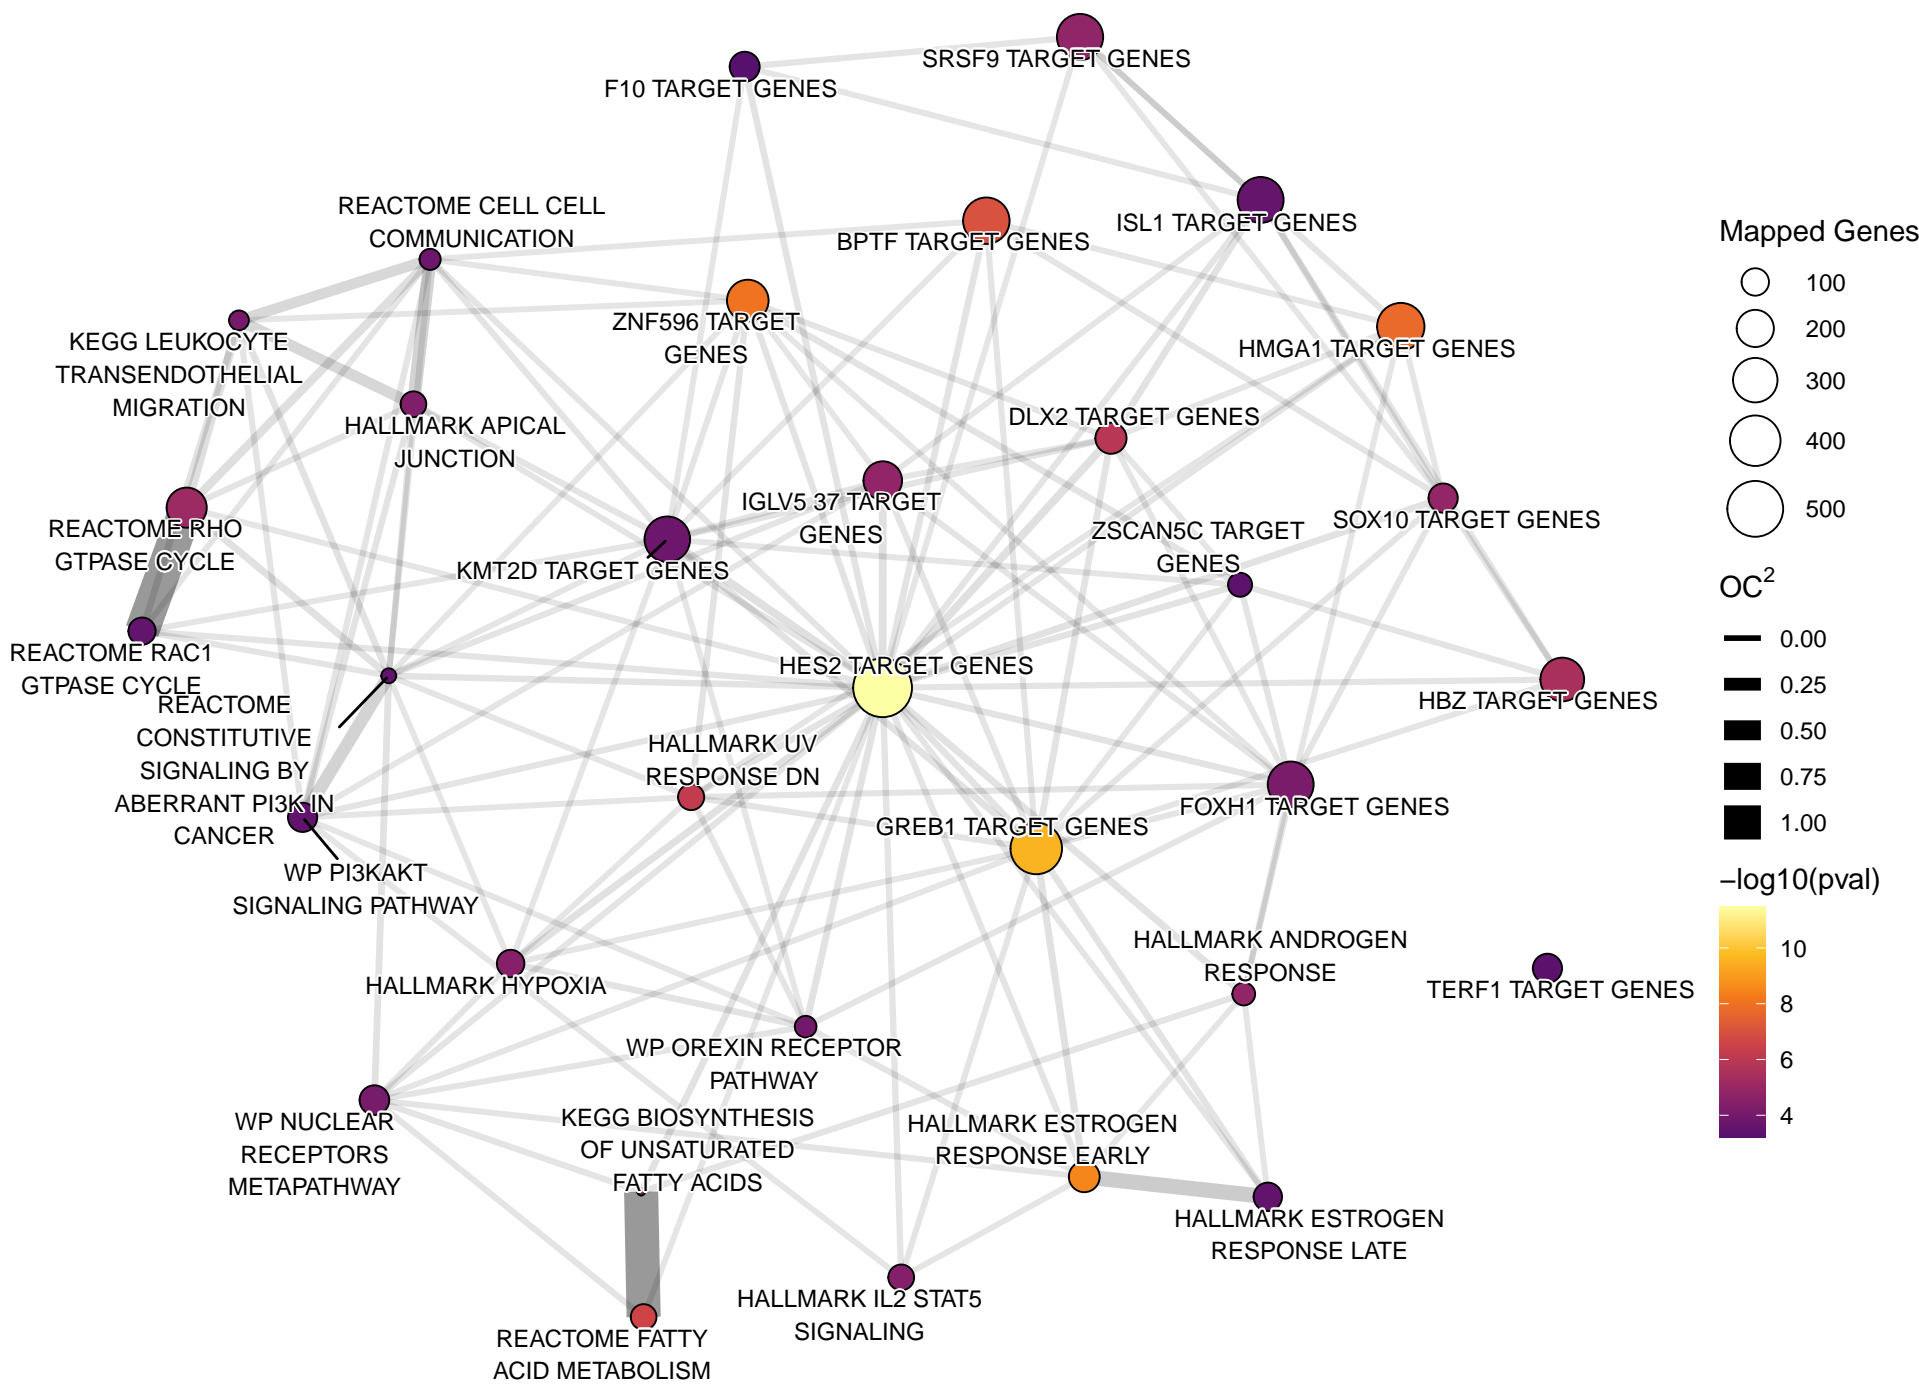 SRSF9 TARGET GENES
F10 TARGET GENES
REACTOME CELL CELL
COMMUNICATION
BPTF TARGET GENES
ISL1 TARGET GENES
ZNF596 TARGET
GENES
KEGG LEUKOCYTE
TRANSENDOTHELIAL
MIGRATION
HMGA1 TARGET GENES
HALLMARK APICAL
JUNCTION
DLX2 TARGET GENES
IGLV5 37 TARGET
GENES
SOX10 TARGET GENES
ZSCAN5C TARGET
GENES
REACTOME RHO
GTPASE CYCLE
KMT2D TARGET GENES
REACTOME RAC1
GTPASE CYCLE
HES2 TARGET GENES
HBZ TARGET GENES
REACTOME
CONSTITUTIVE
SIGNALING BY
ABERRANT PI3K IN
CANCER
HALLMARK UV
RESPONSE DN
FOXH1 TARGET GENES
GREB1 TARGET GENES
WP PI3KAKT
SIGNALING PATHWAY
HALLMARK ANDROGEN
RESPONSE
HALLMARK HYPOXIA
TERF1 TARGET GENES
WP OREXIN RECEPTOR
PATHWAY
WP NUCLEAR
RECEPTORS
METAPATHWAY
KEGG BIOSYNTHESIS
OF UNSATURATED
FATTY ACIDS
HALLMARK ESTROGEN
RESPONSE EARLY
HALLMARK ESTROGEN
RESPONSE LATE
HALLMARK IL2 STAT5
SIGNALING
REACTOME FATTY
ACID METABOLISM
Mapped Genes
100
200
300
400
500
OC²
0.00
0.25
0.50
0.75
1.00
−log10(pval)
10
8
6
4